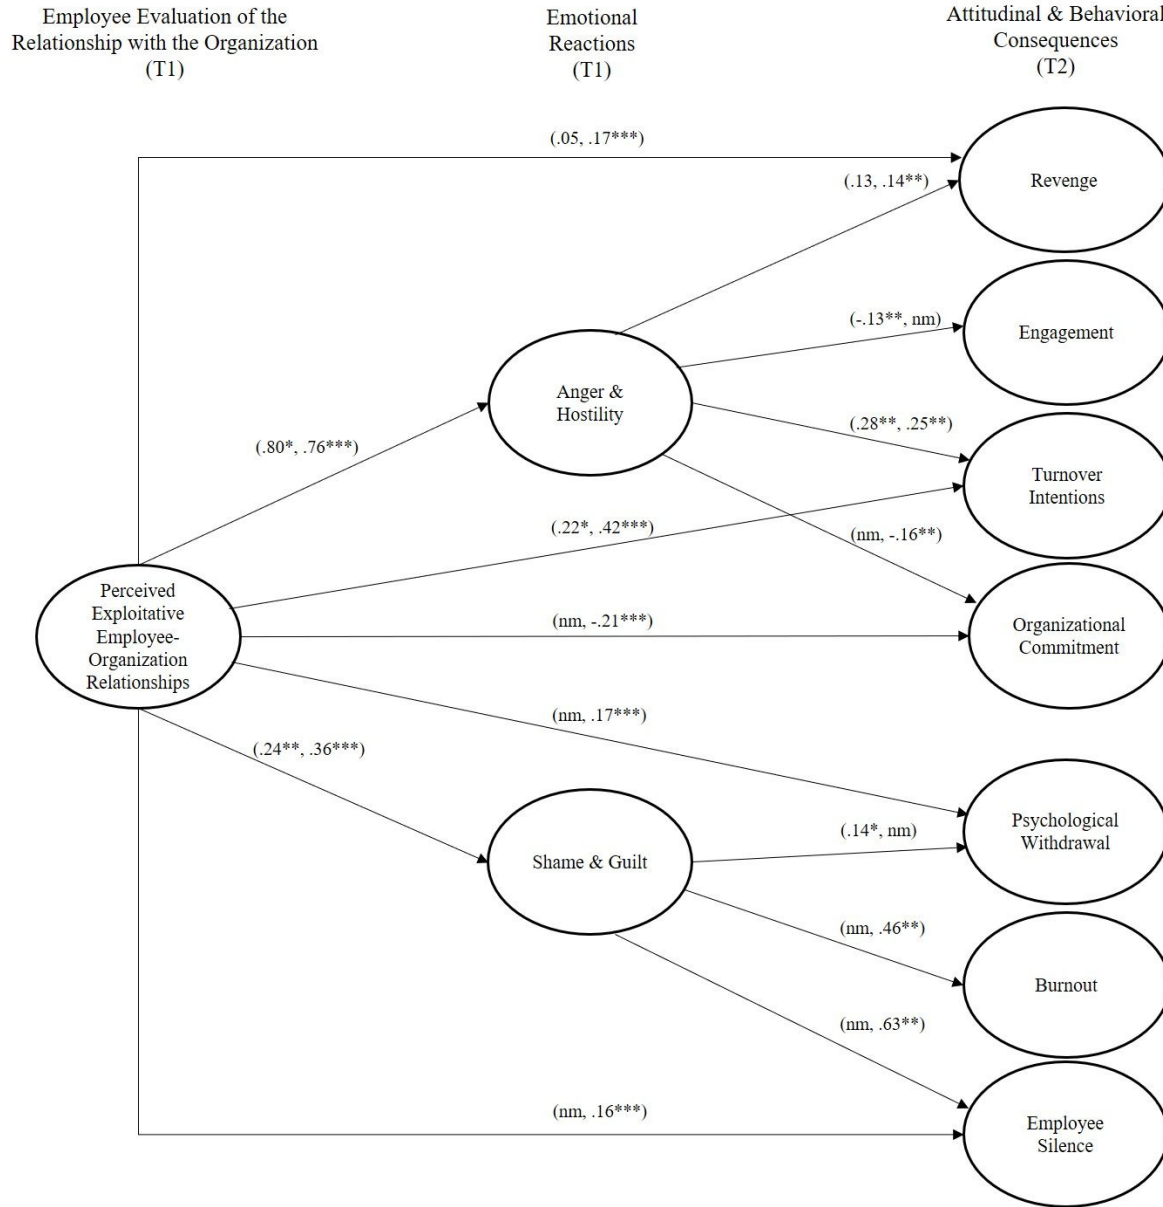 Employee Evaluation of the
Relationship with the Organization
(T1)
Emotional
Reactions
(T1)
Attitudinal & Behavioral
Consequences
(T2)
(.05, .17***)
(.13, .14**)
Revenge
(-.13**, nm)
Engagement
Anger &
Hostility
(.28**, .25**)
(.80*, .76***)
Turnover
Intentions
(.22*, .42***)
(nm, -.16**)
Perceived
Exploitative
Employee-
Organization
Relationships
(nm, -.21***)
Organizational
Commitment
(nm, .17***)
(.24**, .36***)
Psychological
Withdrawal
(.14*, nm)
Shame & Guilt
(nm, .46**)
Burnout
(nm, .63**)
(nm, .16***)
Employee
Silence